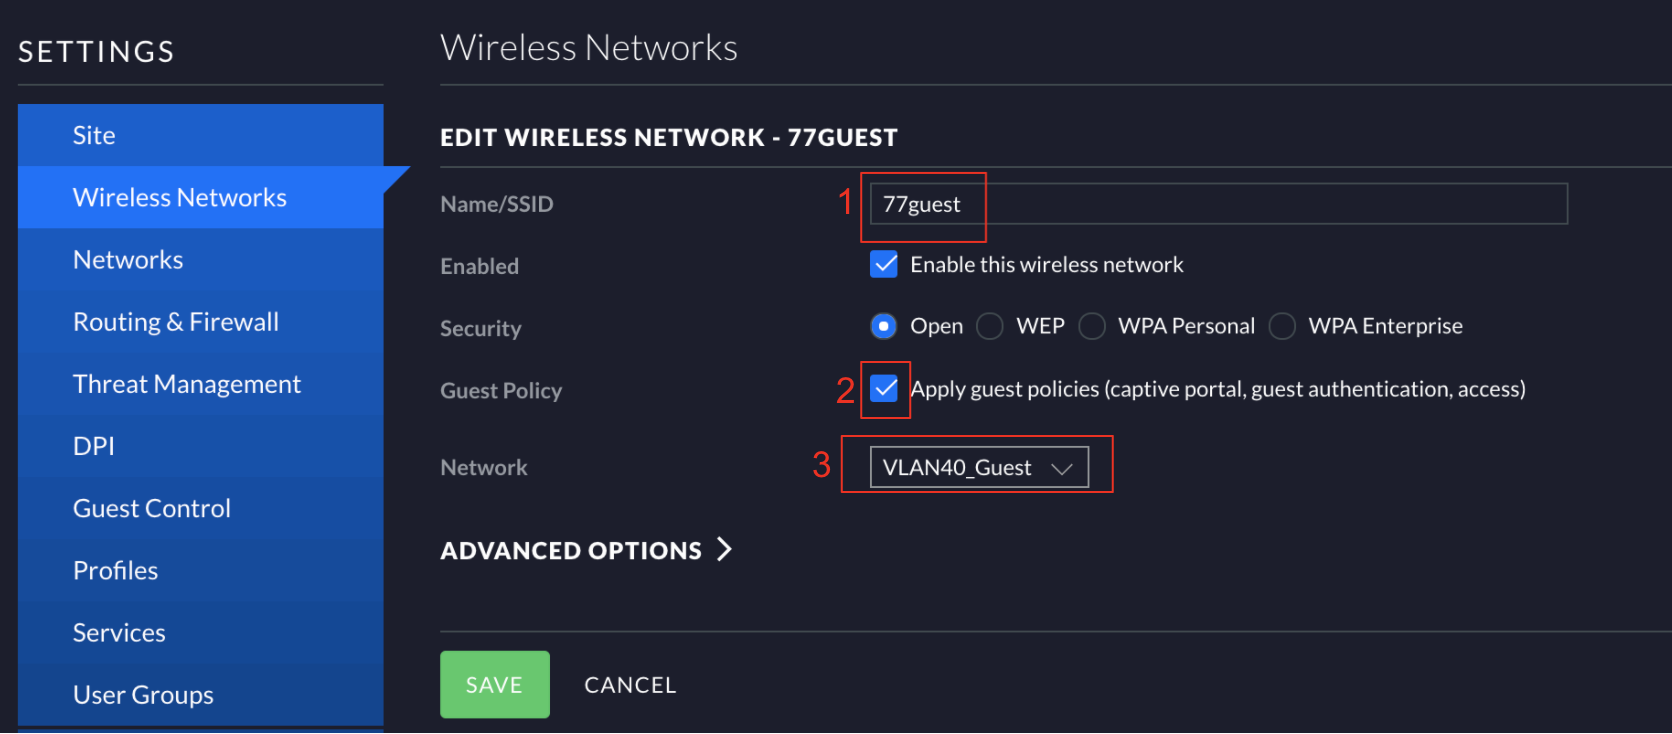 SETTINGS
Site
Wireless Networks
Networks
Routing & Firewall
Threat Management
DPI
Guest Control
Profiles
Services
User Groups
Wireless Networks
EDIT WIRELESS NETWORK - 77GUEST
Name/SSID 1 77guest
Enabled Enable this wireless network
Security Open WEP WPA Personal WPA Enterprise
Guest Policy 2 Apply guest policies (captive portal, guest authentication, access)
Network 3 VLAN40_Guest
ADVANCED OPTIONS
SAVE CANCEL